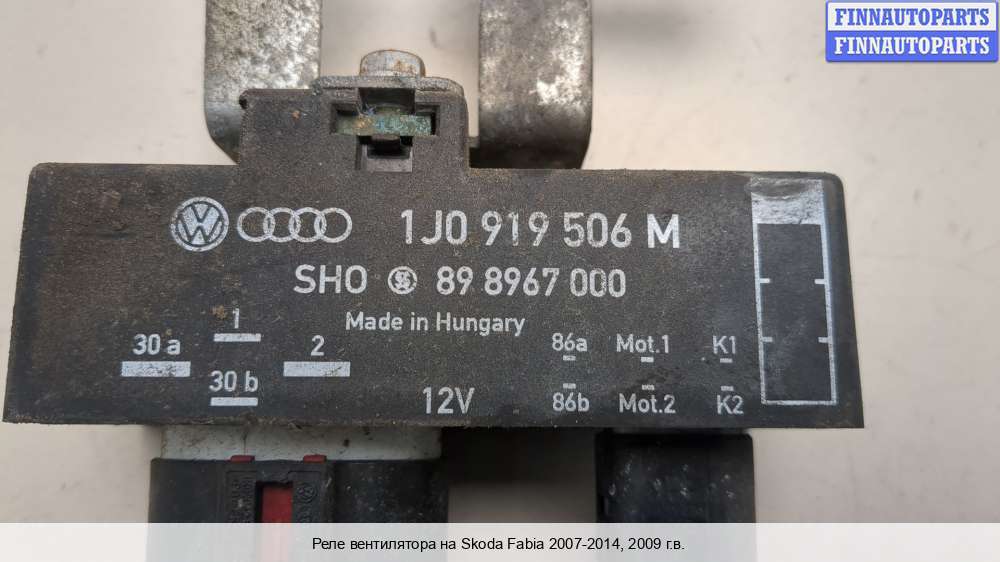 FINNAUTOPARTS
FINNAUTOPARTS
1J0 919 506 M
SHO 89 8967 000
Made in Hungary
30 a 1 2 86a Mot.1 K1
30 b 12V 86b Mot.2 K2
Реле вентилятора на Skoda Fabia 2007-2014, 2009 г.в.